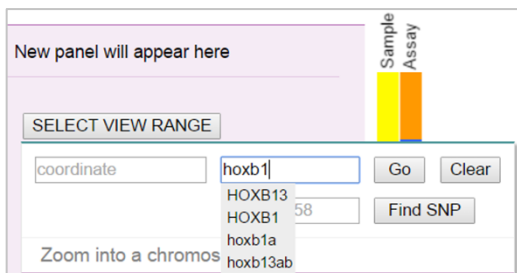 Sample
Assay
New panel will appear here
SELECT VIEW RANGE
coordinate
hoxb1
Go
Clear
HOXB13
HOXB1
hoxb1a
hoxb13ab
58
Find SNP
Zoom into a chromos